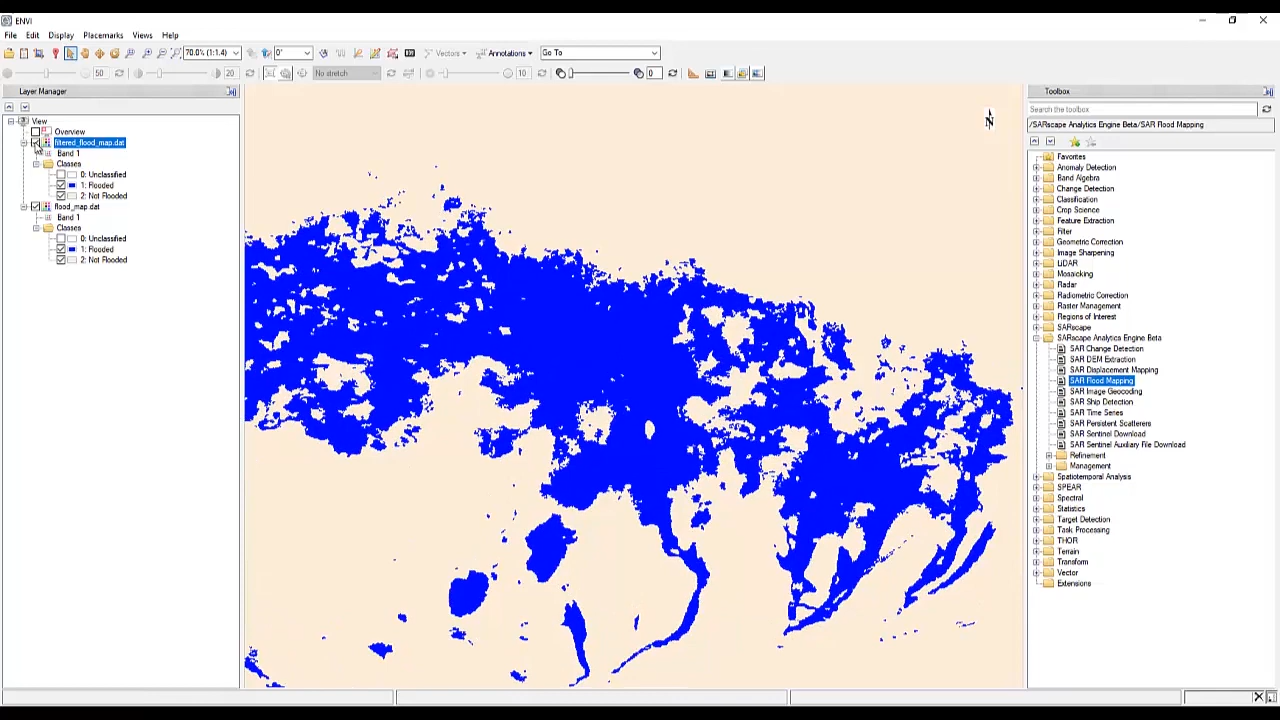 ENVI
File Edit Display Placemarks Views Help
70.0% (1:1.4) 0° Vectors Annotations Go To
50 20 No stretch 10 0
Layer Manager
View
Overview
filtered_flood_map.dat
Band 1
Classes
0: Unclassified
1: Flooded
2: Not Flooded
flood_map.dat
Band 1
Classes
0: Unclassified
1: Flooded
2: Not Flooded
N
Toolbox
Search the toolbox
/SARscape Analytics Engine Beta/SAR Flood Mapping
Favorites
Anomaly Detection
Band Algebra
Change Detection
Classification
Crop Science
Feature Extraction
Filter
Geometric Correction
Image Sharpening
LiDAR
Mosaicking
Radar
Radiometric Correction
Raster Management
Regions of Interest
SARscape
SARscape Analytics Engine Beta
SAR Change Detection
SAR DEM Extraction
SAR Displacement Mapping
SAR Flood Mapping
SAR Image Geocoding
SAR Ship Detection
SAR Time Series
SAR Persistent Scatterers
SAR Sentinel Download
SAR Sentinel Auxiliary File Download
Refinement
Management
Spatiotemporal Analysis
SPEAR
Spectral
Statistics
Target Detection
Task Processing
THOR
Terrain
Transform
Vector
Extensions